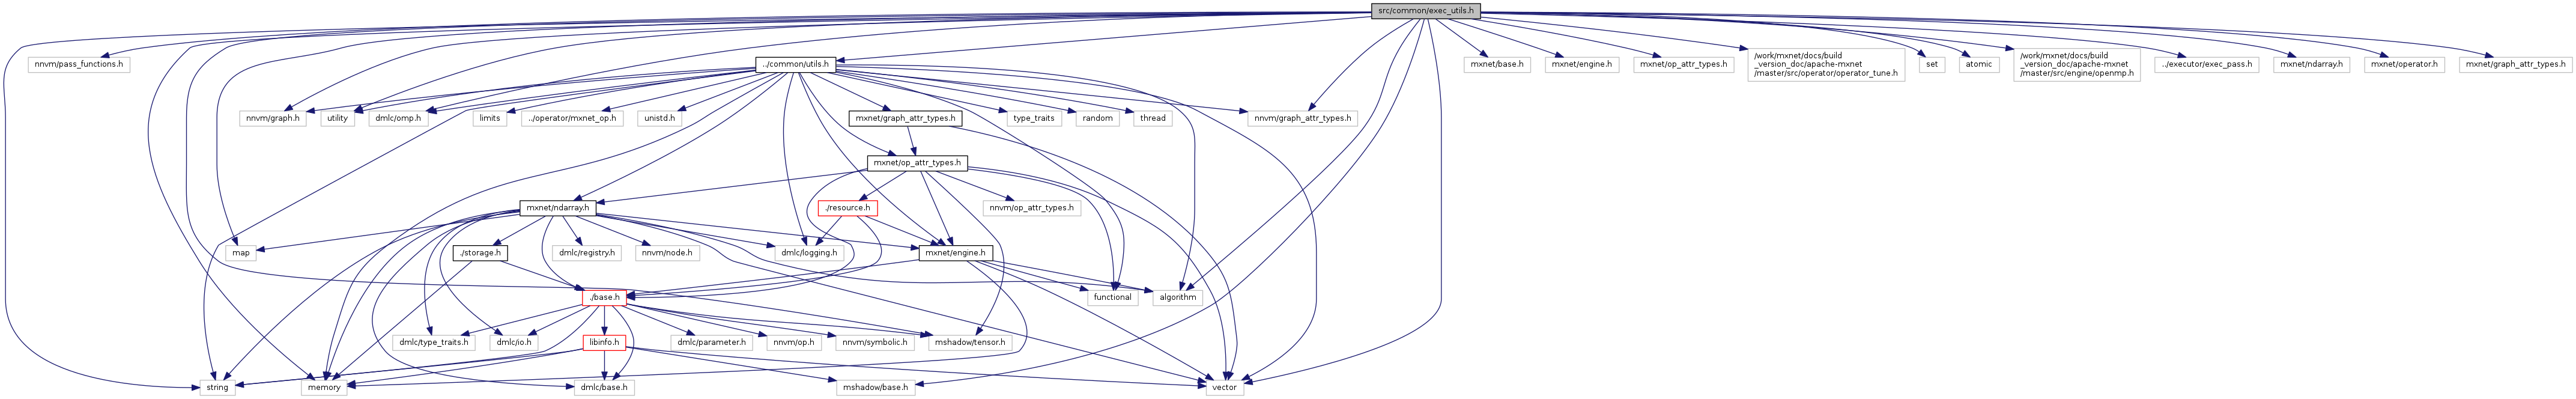 src/common/exec_utils.h
nnvm/pass_functions.h
../common/utils.h
mxnet/base.h
mxnet/engine.h
mxnet/op_attr_types.h
/work/mxnet/docs/build
_version_doc/apache-mxnet
/master/src/operator/operator_tune.h
set
atomic
/work/mxnet/docs/build
_version_doc/apache-mxnet
/master/src/engine/openmp.h
../executor/exec_pass.h
mxnet/ndarray.h
mxnet/operator.h
mxnet/graph_attr_types.h
nnvm/graph.h
utility
dmlc/omp.h
limits
../operator/mxnet_op.h
unistd.h
mxnet/graph_attr_types.h
type_traits
random
thread
nnvm/graph_attr_types.h
mxnet/op_attr_types.h
mxnet/ndarray.h
./resource.h
nnvm/op_attr_types.h
map
./storage.h
dmlc/registry.h
nnvm/node.h
dmlc/logging.h
mxnet/engine.h
./base.h
functional
algorithm
dmlc/type_traits.h
dmlc/io.h
libinfo.h
dmlc/parameter.h
nnvm/op.h
nnvm/symbolic.h
mshadow/tensor.h
string
memory
dmlc/base.h
mshadow/base.h
vector